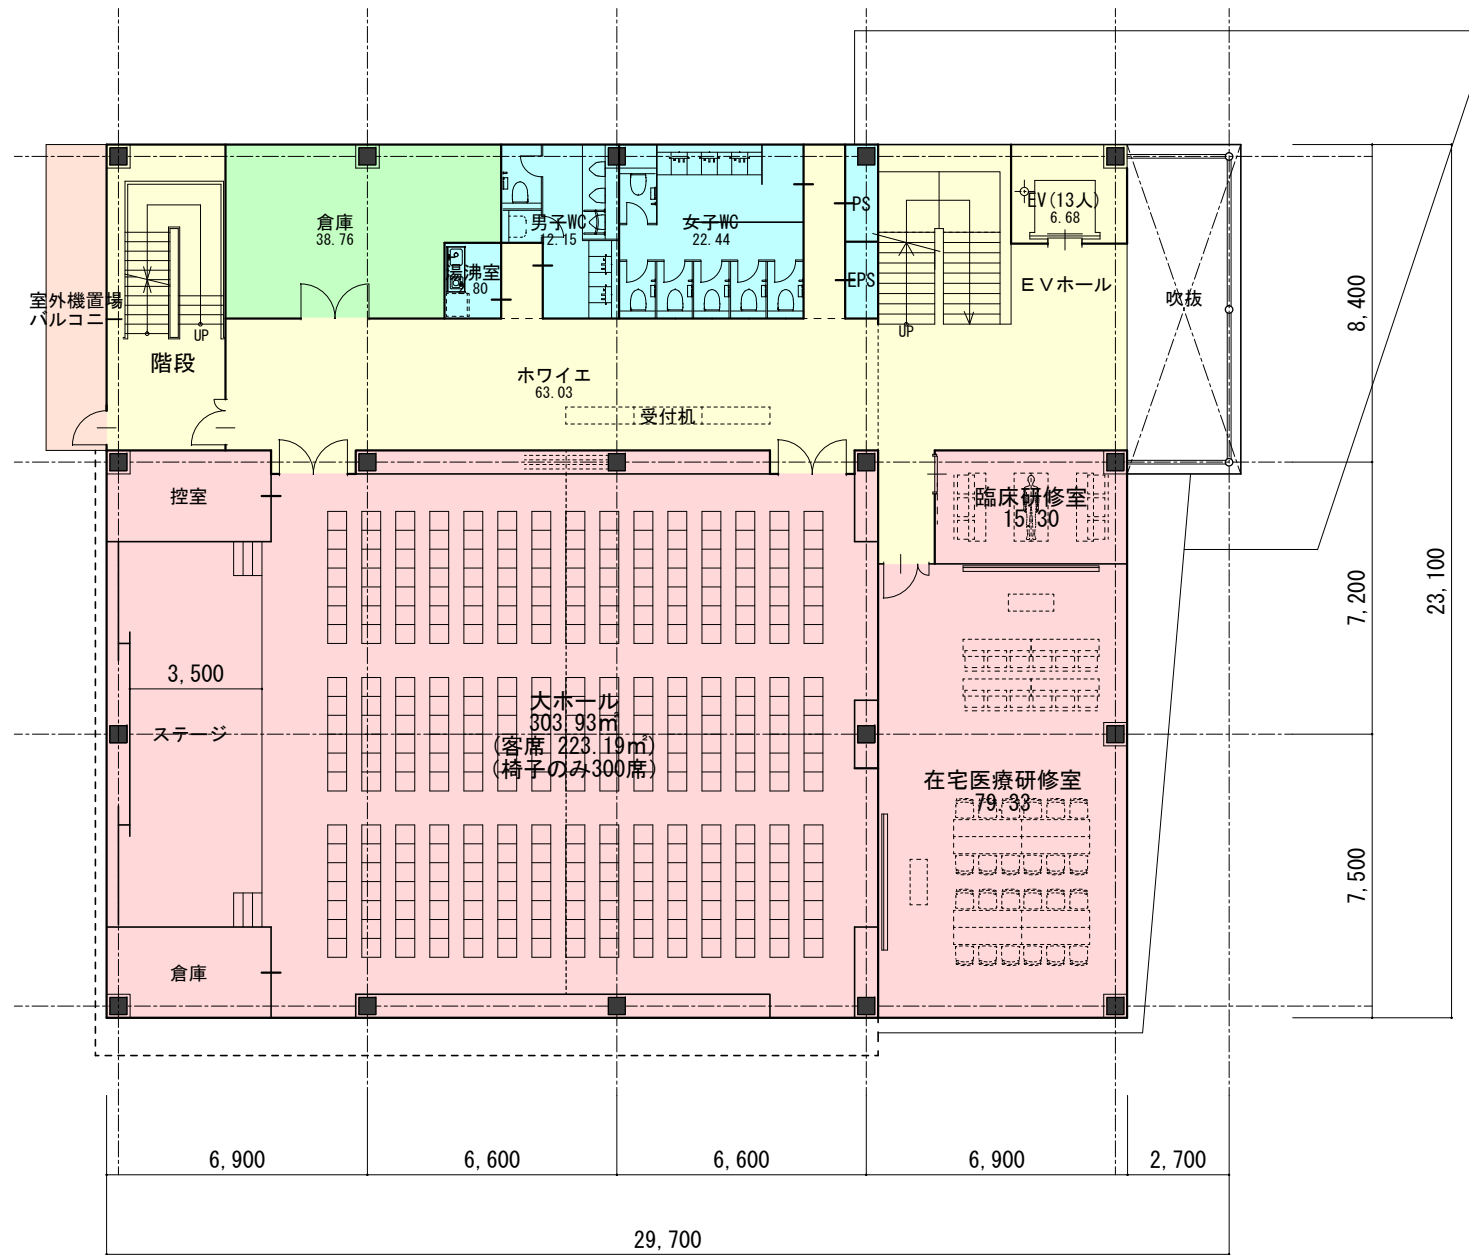 倉庫
38.76
男子WC
12.15
女子WC
22.44
PS
EV(13人)
6.68
湯沸室
2.80
EPS
EVホール
吹抜
室外機置場
バルコニー
UP
階段
UP
ホワイエ
63.03
受付机
控室
臨床研修室
15.30
3,500
ステージ
大ホール
303.93㎡
(客席 223.19㎡)
(椅子のみ300席)
在宅医療研修室
79.33
倉庫
8,400
7,200
23,100
7,500
6,900
6,600
6,600
6,900
2,700
29,700